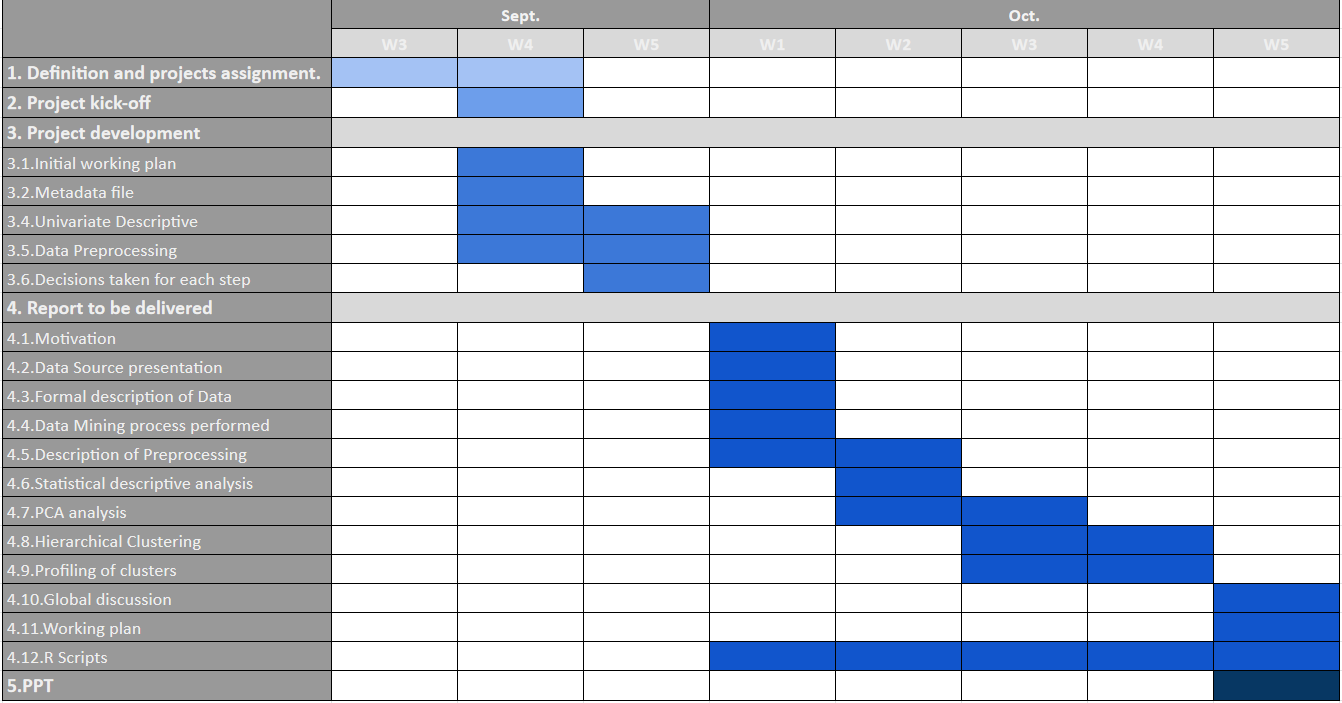 Sept. Oct.
W3 W4 W5 W1 W2 W3 W4 W5
1. Definition and projects assignment.
2. Project kick-off
3. Project development
3.1.Initial working plan
3.2.Metadata file
3.4.Univariate Descriptive
3.5.Data Preprocessing
3.6.Decisions taken for each step
4. Report to be delivered
4.1.Motivation
4.2.Data Source presentation
4.3.Formal description of Data
4.4.Data Mining process performed
4.5.Description of Preprocessing
4.6.Statistical descriptive analysis
4.7.PCA analysis
4.8.Hierarchical Clustering
4.9.Profiling of clusters
4.10.Global discussion
4.11.Working plan
4.12.R Scripts
5.PPT